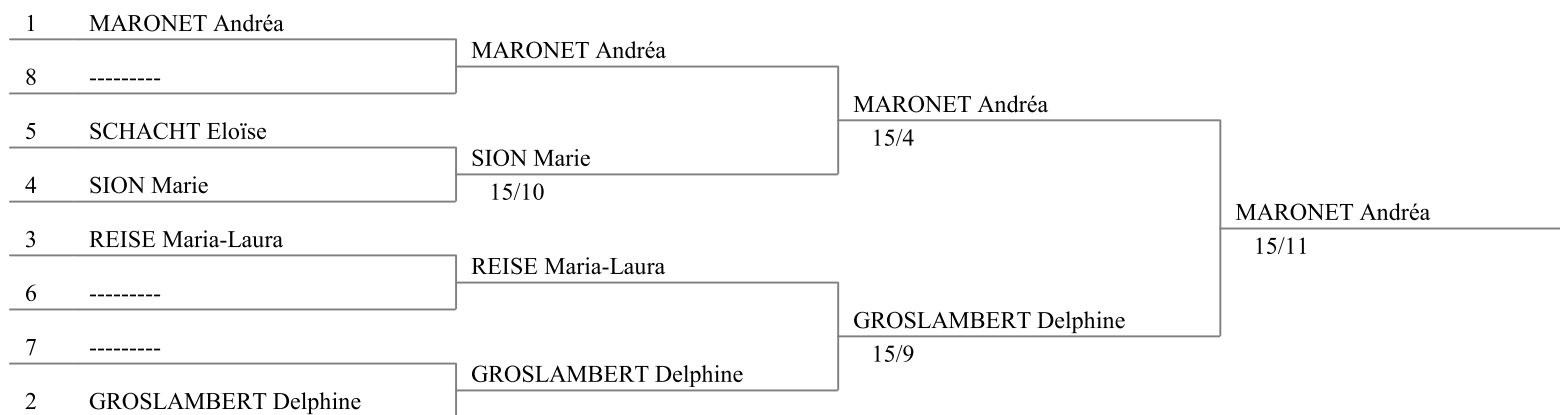 1 MARONET Andréa
MARONET Andréa
8 ---------
MARONET Andréa
15/4
5 SCHACHT Eloïse
SION Marie
15/10
4 SION Marie
MARONET Andréa
15/11
3 REISE Maria-Laura
REISE Maria-Laura
6 ---------
GROSLAMBERT Delphine
15/9
7 ---------
GROSLAMBERT Delphine
2 GROSLAMBERT Delphine